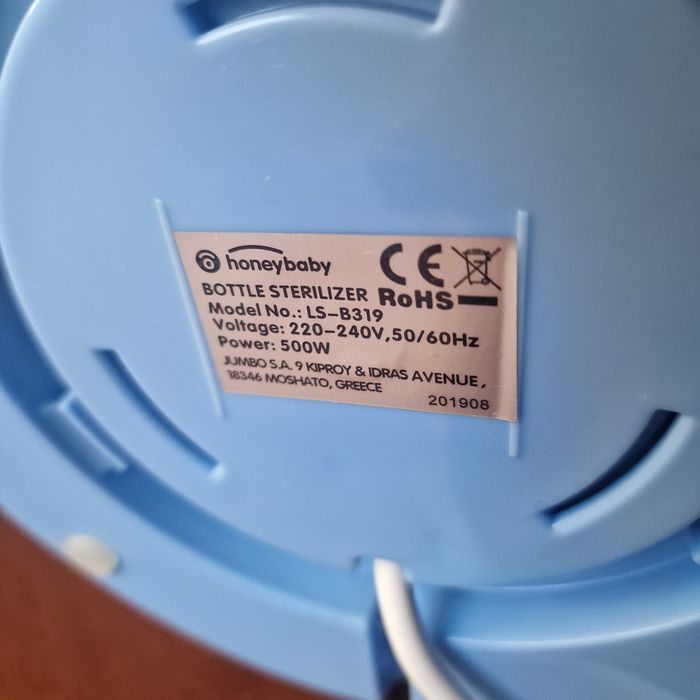 honeybaby CE
BOTTLE STERILIZER RoHS
Model No.: LS-B319
Voltage: 220-240V,50/60Hz
Power: 500W
JUMBO S.A. 9 KIPROY & IDRAS AVENUE,
18346 MOSHATO, GREECE
201908